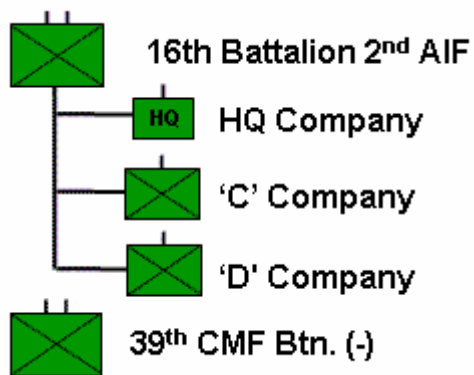 16th Battalion 2nd AIF
HQ HQ Company
'C' Company
'D' Company
39th CMF Btn. (-)